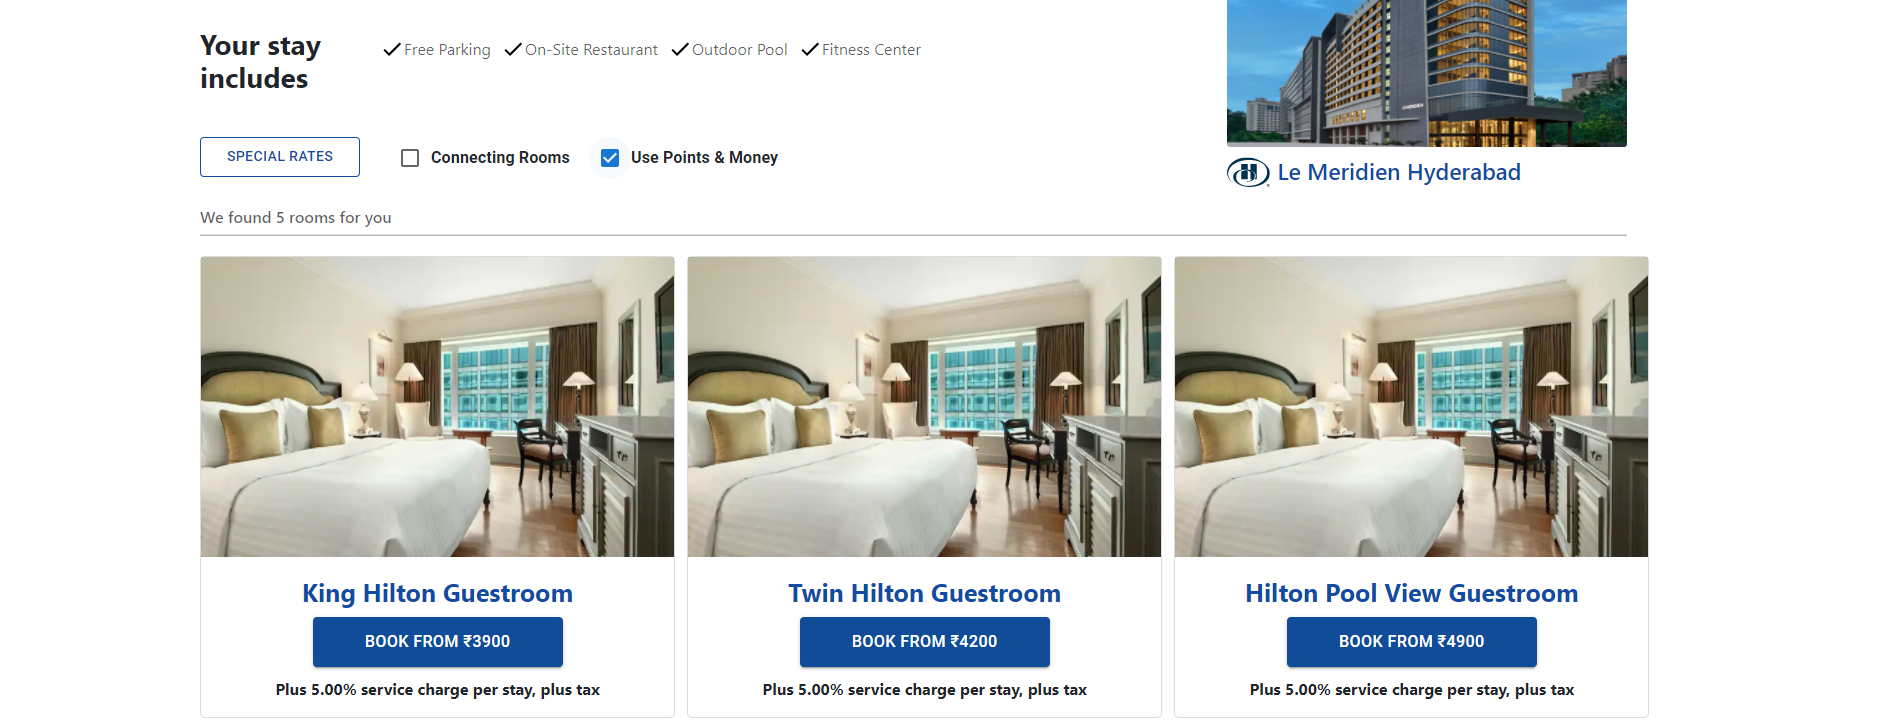 Your stay
includes
Free Parking On-Site Restaurant Outdoor Pool Fitness Center
SPECIAL RATES
Connecting Rooms
Use Points & Money
Le Meridien Hyderabad
We found 5 rooms for you
King Hilton Guestroom
BOOK FROM ₹3900
Plus 5.00% service charge per stay, plus tax
Twin Hilton Guestroom
BOOK FROM ₹4200
Plus 5.00% service charge per stay, plus tax
Hilton Pool View Guestroom
BOOK FROM ₹4900
Plus 5.00% service charge per stay, plus tax